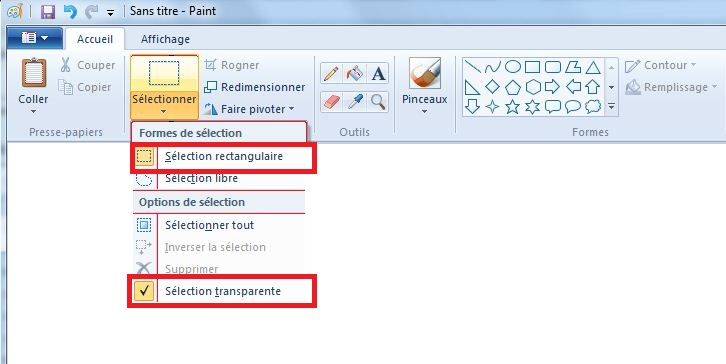 Sans titre - Paint
Accueil Affichage
Coller
Couper
Copier
Presse-papiers
Sélectionner
Rogner
Redimensionner
Faire pivoter
A
Outils
Pinceaux
Formes
Contour
Remplissage
Formes de sélection
Sélection rectangulaire
Sélection libre
Options de sélection
Sélectionner tout
Inverser la sélection
Supprimer
Sélection transparente